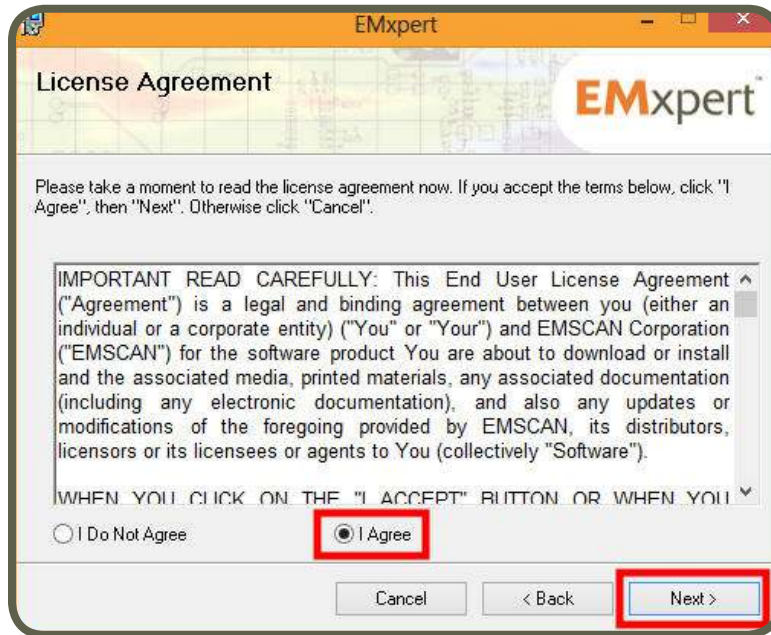 EMxpert
License Agreement
EMxpert
Please take a moment to read the license agreement now. If you accept the terms below, click "I
Agree", then "Next". Otherwise click "Cancel".
IMPORTANT READ CAREFULLY: This End User License Agreement
("Agreement") is a legal and binding agreement between you (either an
individual or a corporate entity) ("You" or "Your") and EMSCAN Corporation
("EMSCAN") for the software product You are about to download or install
and the associated media, printed materials, any associated documentation
(including any electronic documentation), and also any updates or
modifications of the foregoing provided by EMSCAN, its distributors,
licensors or its licensees or agents to You (collectively "Software").
WHEN YOU CLICK ON THE "I ACCEPT" BUTTON OR WHEN YOU
I Do Not Agree
I Agree
Cancel
< Back
Next >